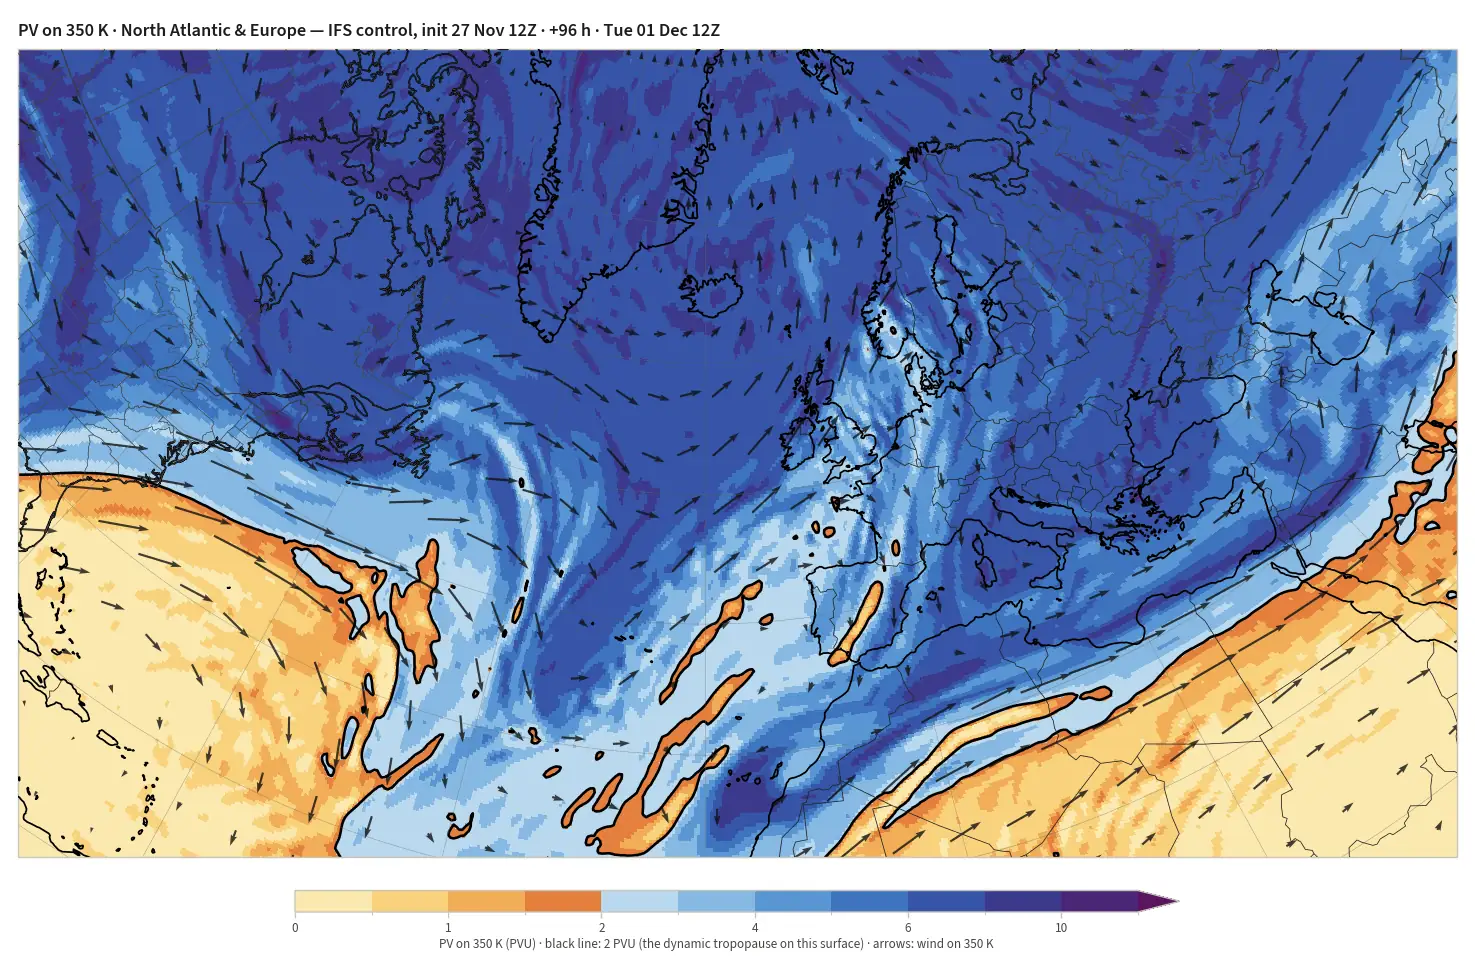 PV on 350 K · North Atlantic & Europe — IFS control, init 27 Nov 12Z · +96 h · Tue 01 Dec 12Z
0 1 2 4 6 10
PV on 350 K (PVU) · black line: 2 PVU (the dynamic tropopause on this surface) · arrows: wind on 350 K